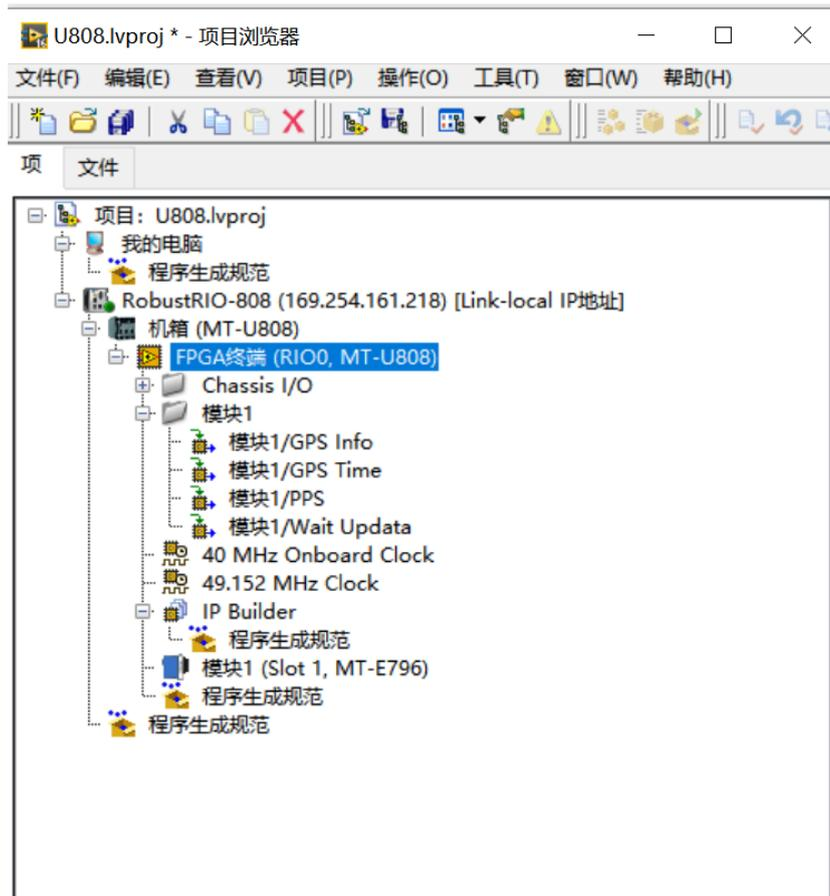 U808.lvproj * - 项目浏览器
文件(F) 编辑(E) 查看(V) 项目(P) 操作(O) 工具(T) 窗口(W) 帮助(H)
项 文件
项目：U808.lvproj
我的电脑
程序生成规范
RobustRIO-808 (169.254.161.218) [Link-local IP地址]
机箱 (MT-U808)
FPGA终端 (RIO0, MT-U808)
Chassis I/O
模块1
模块1/GPS Info
模块1/GPS Time
模块1/PPS
模块1/Wait Updata
40 MHz Onboard Clock
49.152 MHz Clock
IP Builder
程序生成规范
模块1 (Slot 1, MT-E796)
程序生成规范
程序生成规范